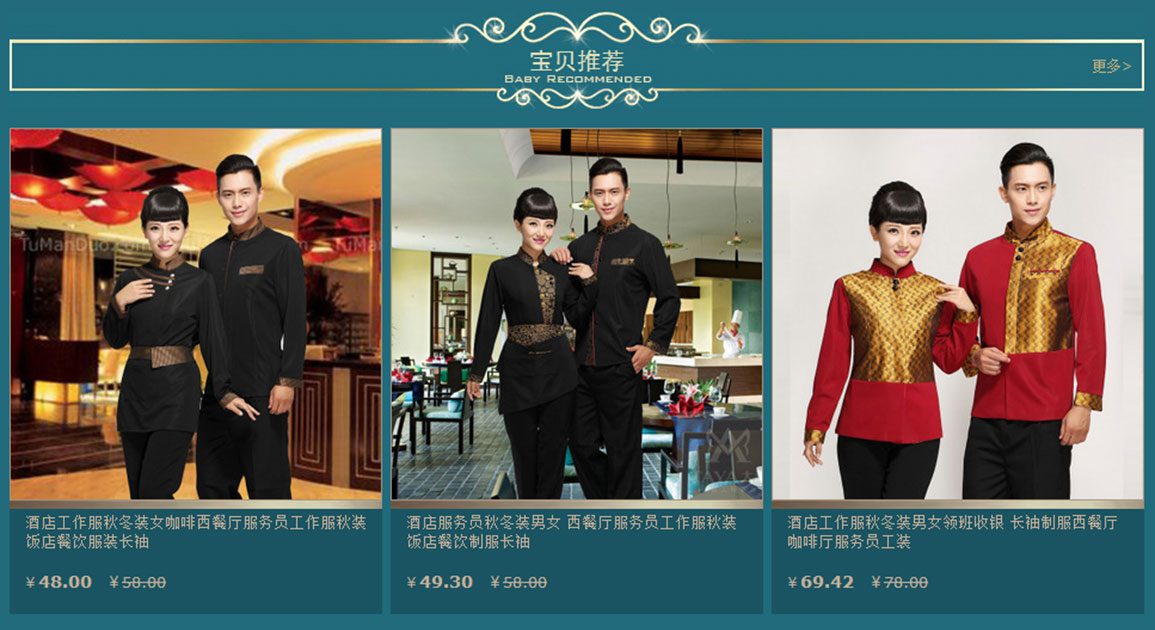 宝贝推荐
BABY RECOMMENDED
更多>
TuManDuo.com
TuMa
酒店工作服秋冬装女咖啡西餐厅服务员工作服秋装
饭店餐饮服装长袖
¥48.00 ¥58.00
酒店服务员秋冬装男女 西餐厅服务员工作服秋装
饭店餐饮制服长袖
¥49.30 ¥58.00
酒店工作服秋冬装男女领班收银 长袖制服西餐厅
咖啡厅服务员工装
¥69.42 ¥78.00